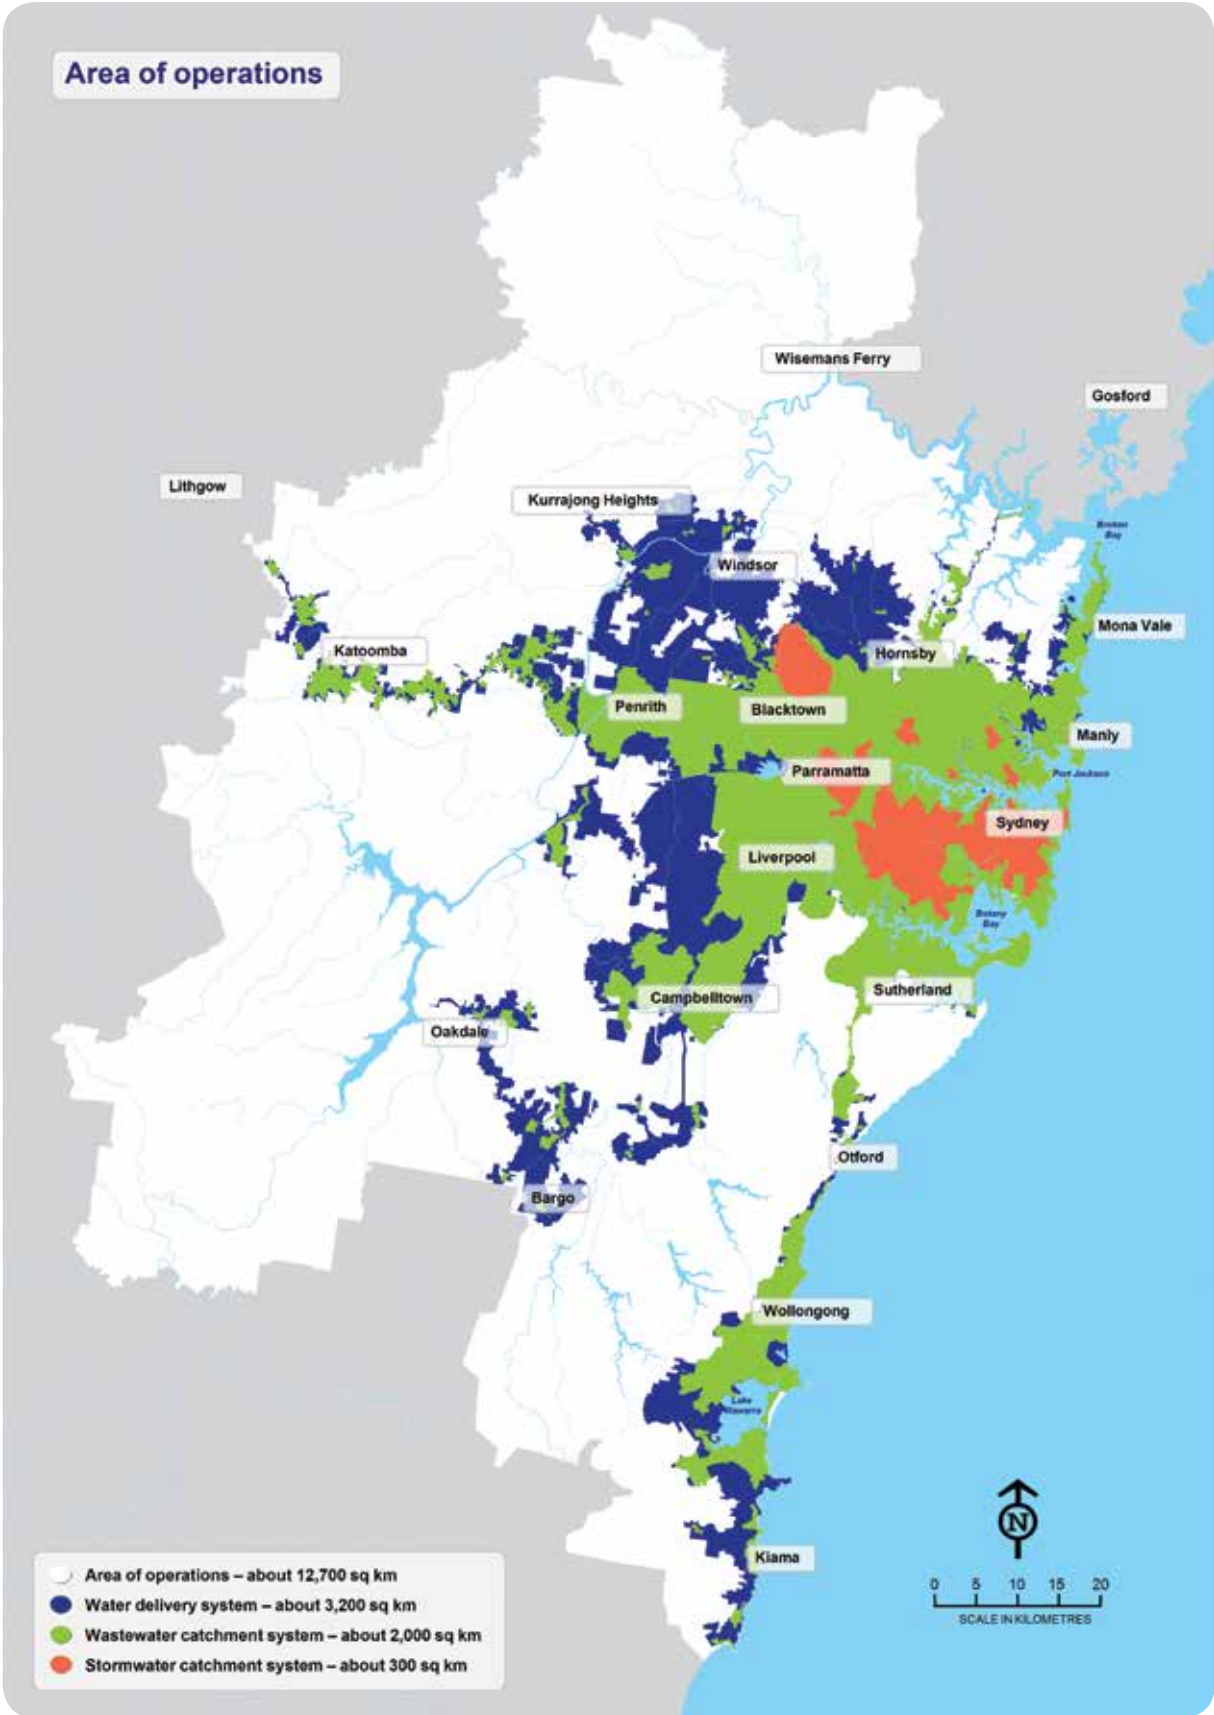 Area of operations
Wisemans Ferry
Gosford
Lithgow
Kurrajong Heights
Broken
Bay
Windsor
Mona Vale
Katoomba
Hornsby
Penrith
Blacktown
Manly
Parramatta
Port Jackson
Sydney
Liverpool
Botany
Bay
Campbelltown
Sutherland
Oakdale
Otford
Bargo
Wollongong
Lake
Illawarra
Kiama
N
0 5 10 15 20
SCALE IN KILOMETRES
Area of operations – about 12,700 sq km
Water delivery system – about 3,200 sq km
Wastewater catchment system – about 2,000 sq km
Stormwater catchment system – about 300 sq km